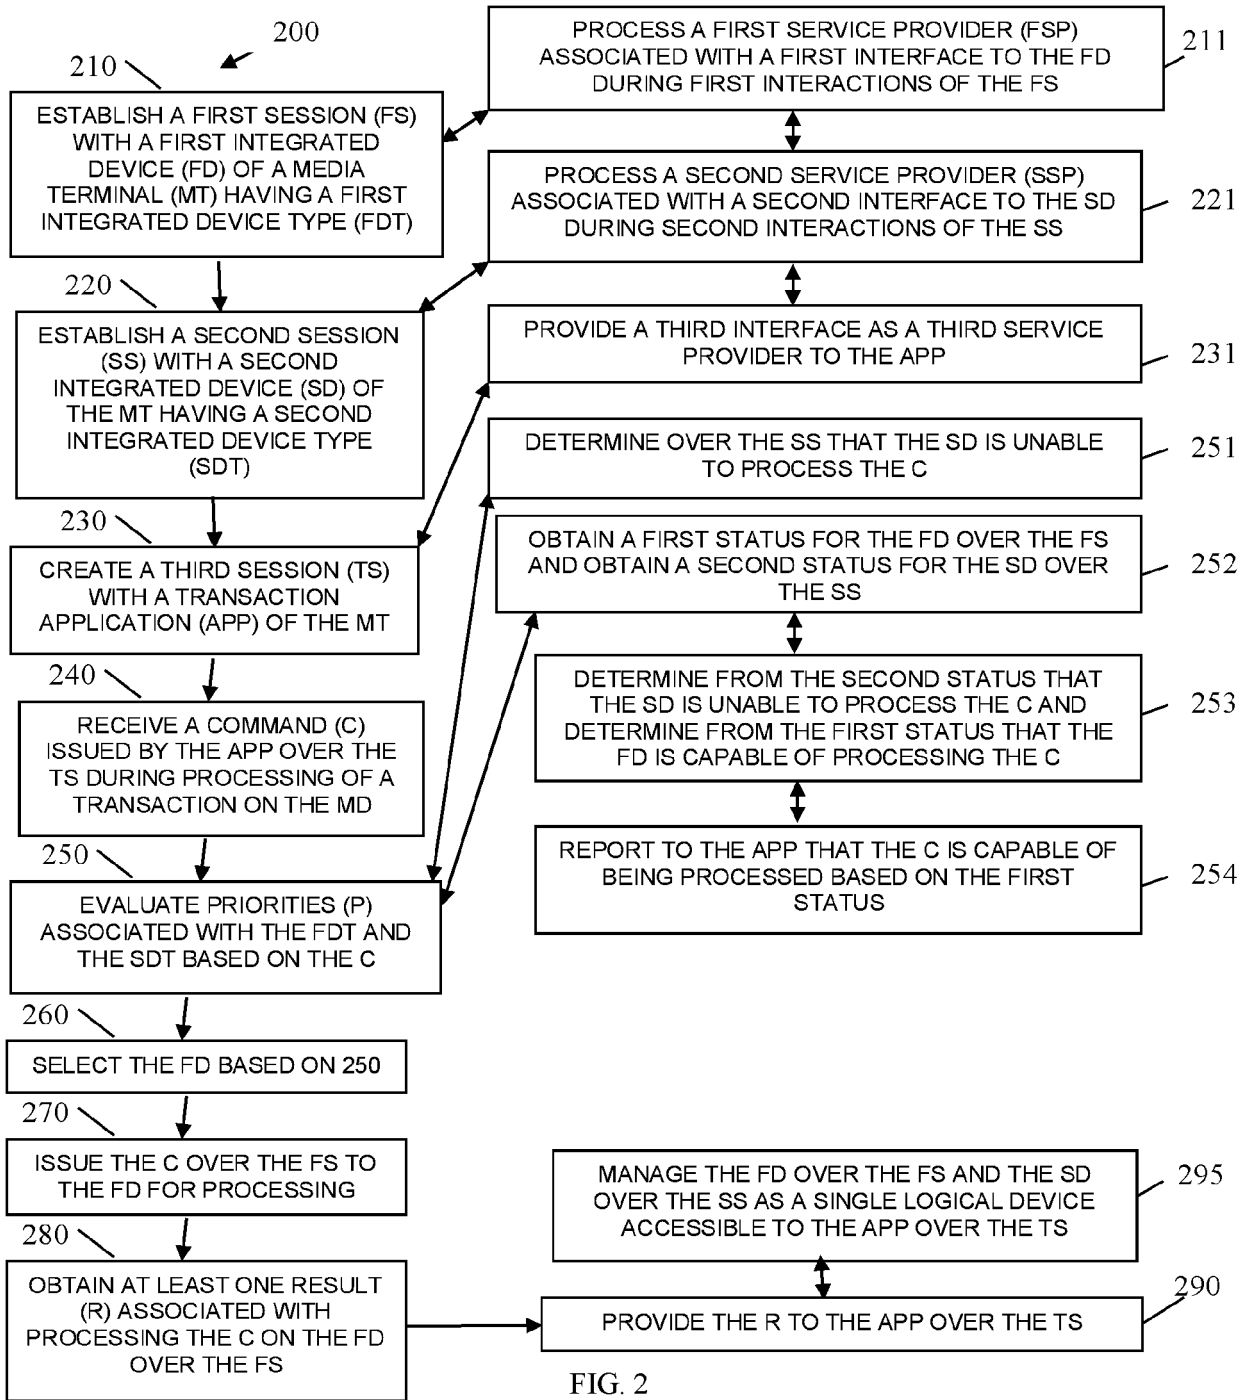 200
210
ESTABLISH A FIRST SESSION (FS)
WITH A FIRST INTEGRATED
DEVICE (FD) OF A MEDIA
TERMINAL (MT) HAVING A FIRST
INTEGRATED DEVICE TYPE (FDT)
PROCESS A FIRST SERVICE PROVIDER (FSP)
ASSOCIATED WITH A FIRST INTERFACE TO THE FD
DURING FIRST INTERACTIONS OF THE FS
211
220
ESTABLISH A SECOND SESSION
(SS) WITH A SECOND
INTEGRATED DEVICE (SD) OF
THE MT HAVING A SECOND
INTEGRATED DEVICE TYPE
(SDT)
PROCESS A SECOND SERVICE PROVIDER (SSP)
ASSOCIATED WITH A SECOND INTERFACE TO THE SD
DURING SECOND INTERACTIONS OF THE SS
221
230
CREATE A THIRD SESSION (TS)
WITH A TRANSACTION
APPLICATION (APP) OF THE MT
PROVIDE A THIRD INTERFACE AS A THIRD SERVICE
PROVIDER TO THE APP
231
240
RECEIVE A COMMAND (C)
ISSUED BY THE APP OVER THE
TS DURING PROCESSING OF A
TRANSACTION ON THE MD
250
EVALUATE PRIORITIES (P)
ASSOCIATED WITH THE FDT AND
THE SDT BASED ON THE C
DETERMINE OVER THE SS THAT THE SD IS UNABLE
TO PROCESS THE C
251
OBTAIN A FIRST STATUS FOR THE FD OVER THE FS
AND OBTAIN A SECOND STATUS FOR THE SD OVER
THE SS
252
DETERMINE FROM THE SECOND STATUS THAT
THE SD IS UNABLE TO PROCESS THE C AND
DETERMINE FROM THE FIRST STATUS THAT THE
FD IS CAPABLE OF PROCESSING THE C
253
REPORT TO THE APP THAT THE C IS CAPABLE OF
BEING PROCESSED BASED ON THE FIRST
STATUS
254
260
SELECT THE FD BASED ON 250
270
ISSUE THE C OVER THE FS TO
THE FD FOR PROCESSING
280
OBTAIN AT LEAST ONE RESULT
(R) ASSOCIATED WITH
PROCESSING THE C ON THE FD
OVER THE FS
MANAGE THE FD OVER THE FS AND THE SD
OVER THE SS AS A SINGLE LOGICAL DEVICE
ACCESSIBLE TO THE APP OVER THE TS
295
PROVIDE THE R TO THE APP OVER THE TS
290
FIG. 2